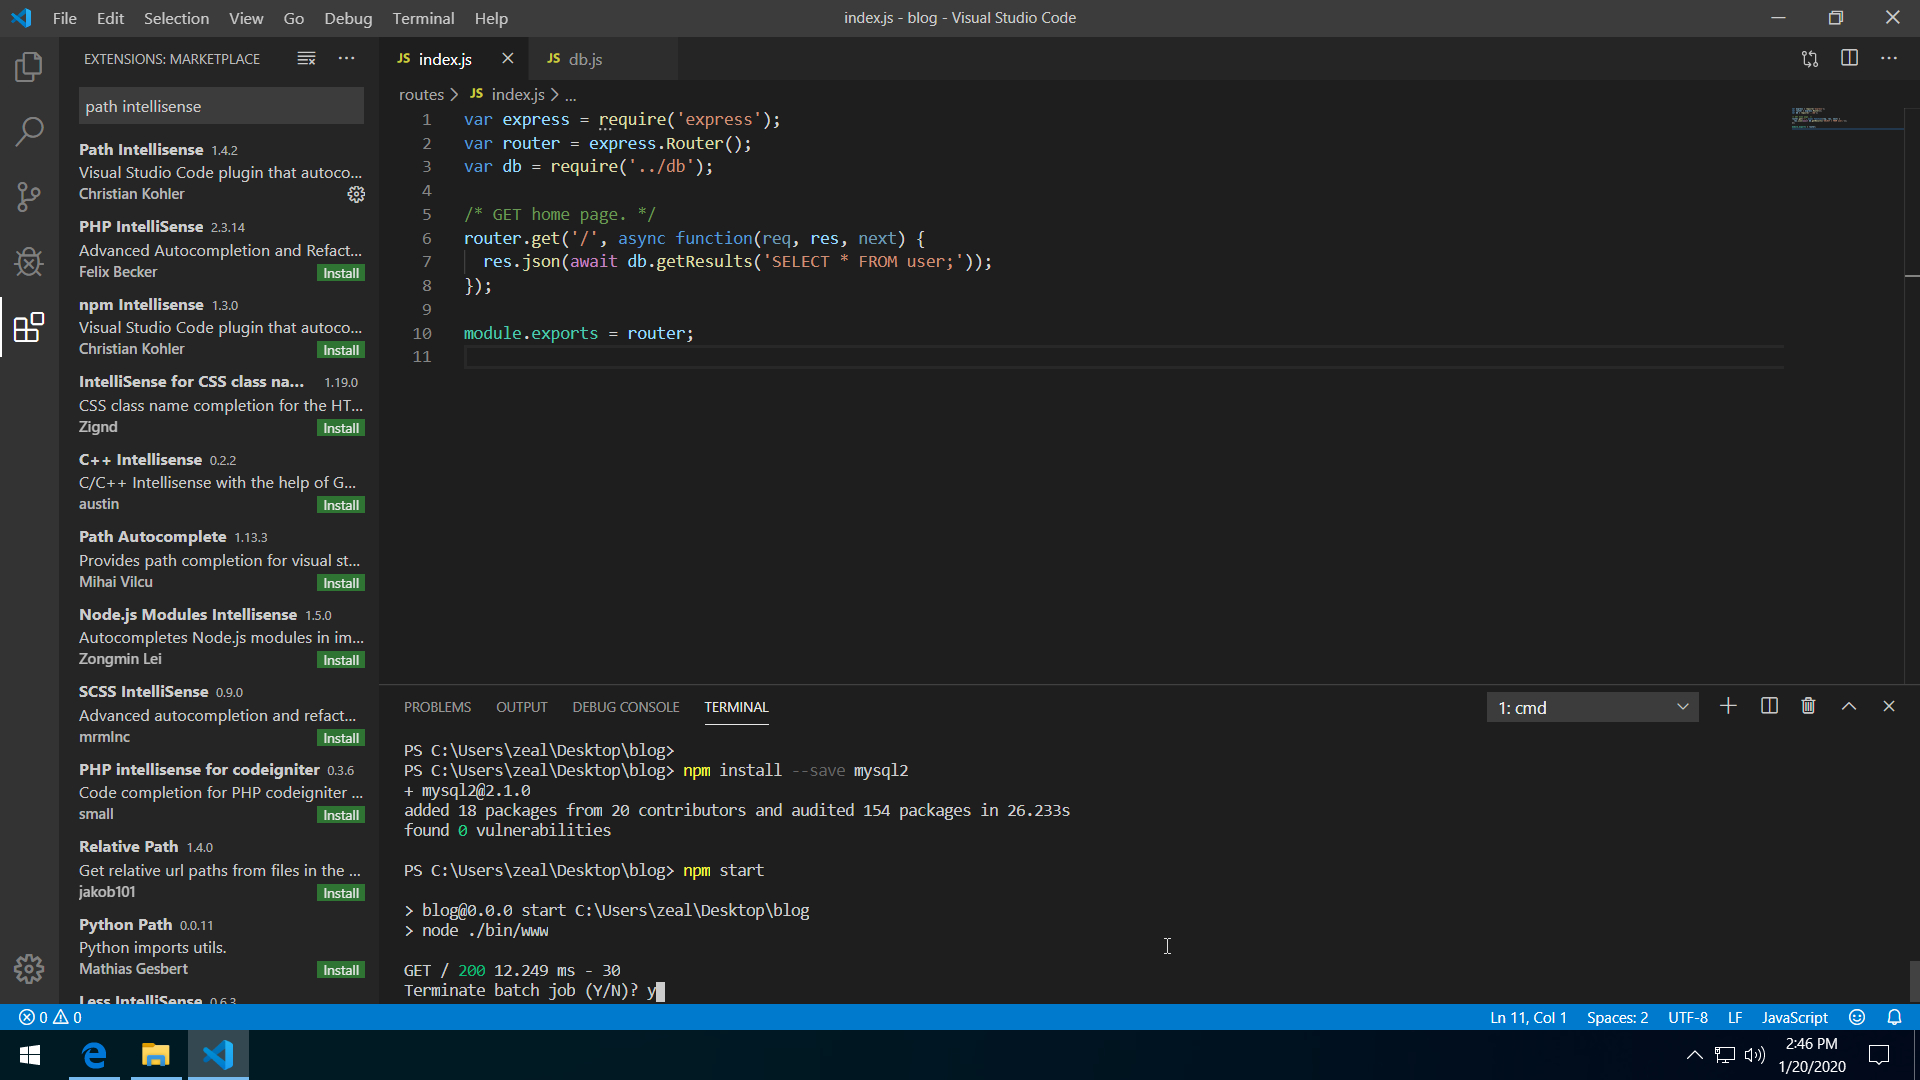 File Edit Selection View Go Debug Terminal Help
index.js - blog - Visual Studio Code
EXTENSIONS: MARKETPLACE
path intellisense
Path Intellisense 1.4.2
Visual Studio Code plugin that autoco...
Christian Kohler
PHP IntelliSense 2.3.14
Advanced Autocompletion and Refact...
Felix Becker Install
npm Intellisense 1.3.0
Visual Studio Code plugin that autoco...
Christian Kohler Install
IntelliSense for CSS class na... 1.19.0
CSS class name completion for the HT...
Zignd Install
C++ Intellisense 0.2.2
C/C++ Intellisense with the help of G...
austin Install
Path Autocomplete 1.13.3
Provides path completion for visual st...
Mihai Vilcu Install
Node.js Modules Intellisense 1.5.0
Autocompletes Node.js modules in im...
Zongmin Lei Install
SCSS IntelliSense 0.9.0
Advanced autocompletion and refact...
mrmlnc Install
PHP intellisense for codeigniter 0.3.6
Code completion for PHP codeigniter ...
small Install
Relative Path 1.4.0
Get relative url paths from files in the ...
jakob101 Install
Python Path 0.0.11
Python imports utils.
Mathias Gesbert Install
Less IntelliSense 0.6.3
JS index.js
JS db.js
routes > JS index.js > ...
1 var express = require('express');
2 var router = express.Router();
3 var db = require('../db');
4
5 /* GET home page. */
6 router.get('/', async function(req, res, next) {
7 res.json(await db.getResults('SELECT * FROM user;'));
8 });
9
10 module.exports = router;
11
PROBLEMS OUTPUT DEBUG CONSOLE TERMINAL
1: cmd
PS C:\Users\zeal\Desktop\blog>
PS C:\Users\zeal\Desktop\blog> npm install --save mysql2
+ mysql2@2.1.0
added 18 packages from 20 contributors and audited 154 packages in 26.233s
found 0 vulnerabilities
PS C:\Users\zeal\Desktop\blog> npm start
> blog@0.0.0 start C:\Users\zeal\Desktop\blog
> node ./bin/www
GET / 200 12.249 ms - 30
Terminate batch job (Y/N)? y
0 0
Ln 11, Col 1 Spaces: 2 UTF-8 LF JavaScript
2:46 PM
1/20/2020